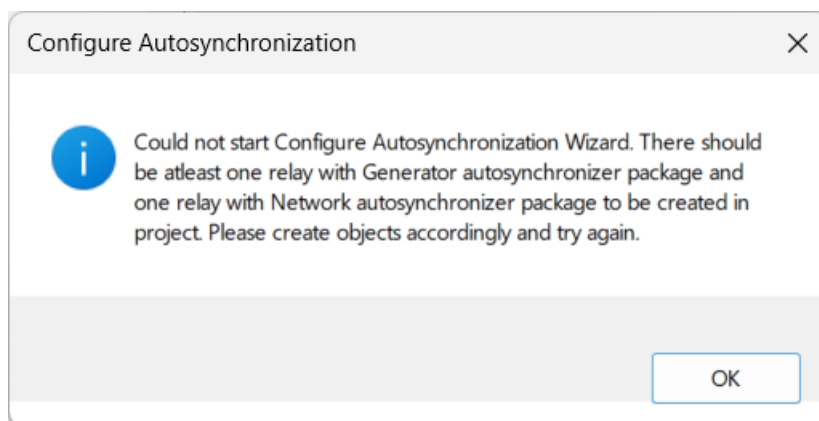 Configure Autosynchronization
Could not start Configure Autosynchronization Wizard. There should
be atleast one relay with Generator autosynchronizer package and
one relay with Network autosynchronizer package to be created in
project. Please create objects accordingly and try again.
OK